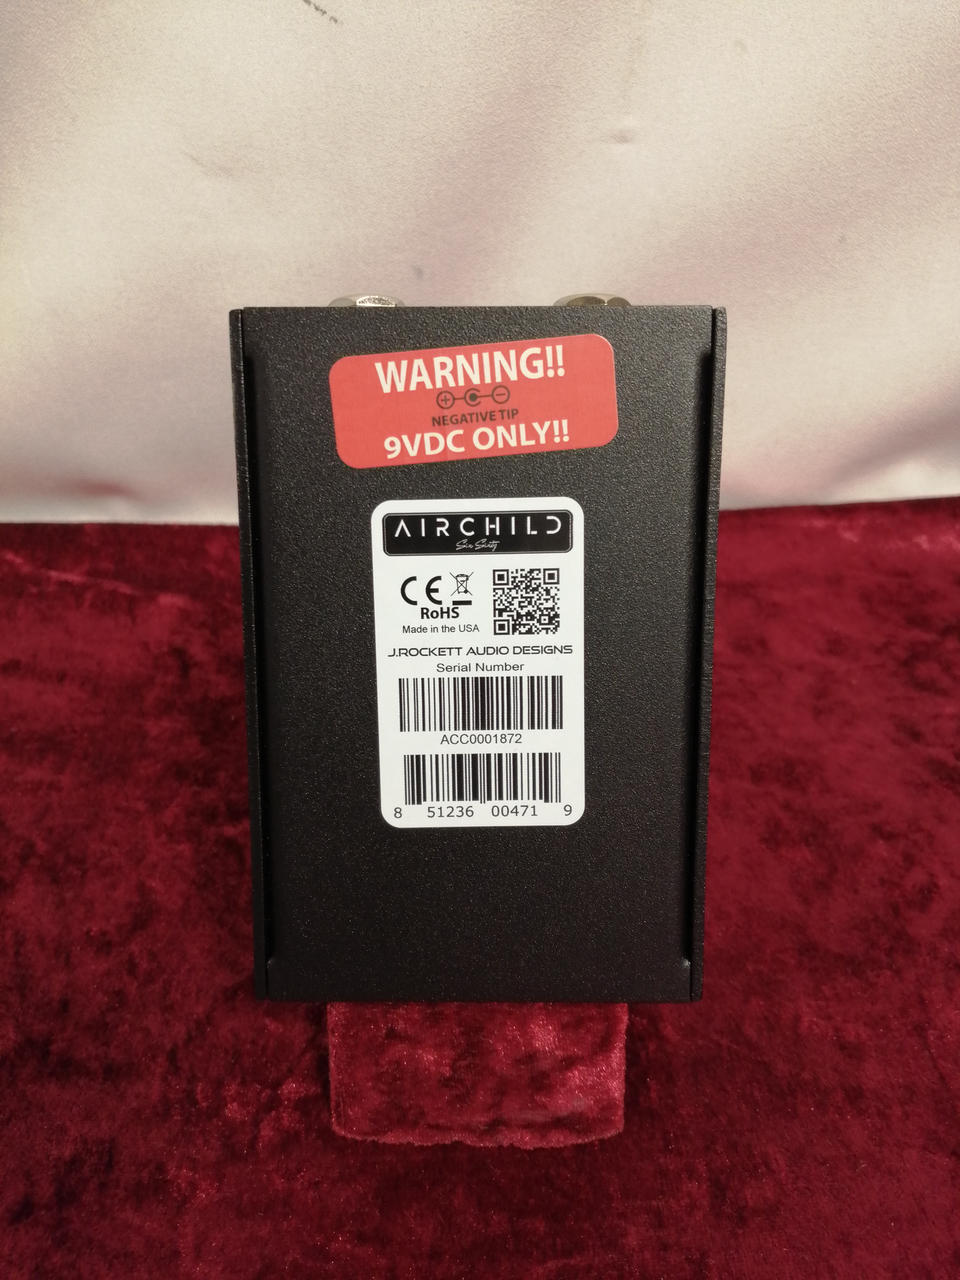 WARNING!!
NEGATIVE TIP
9VDC ONLY!!
AIRCHILD
Six Sixty
CE
RoHS
Made in the USA
J.ROCKETT AUDIO DESIGNS
Serial Number
ACC0001872
8 51236 00471 9